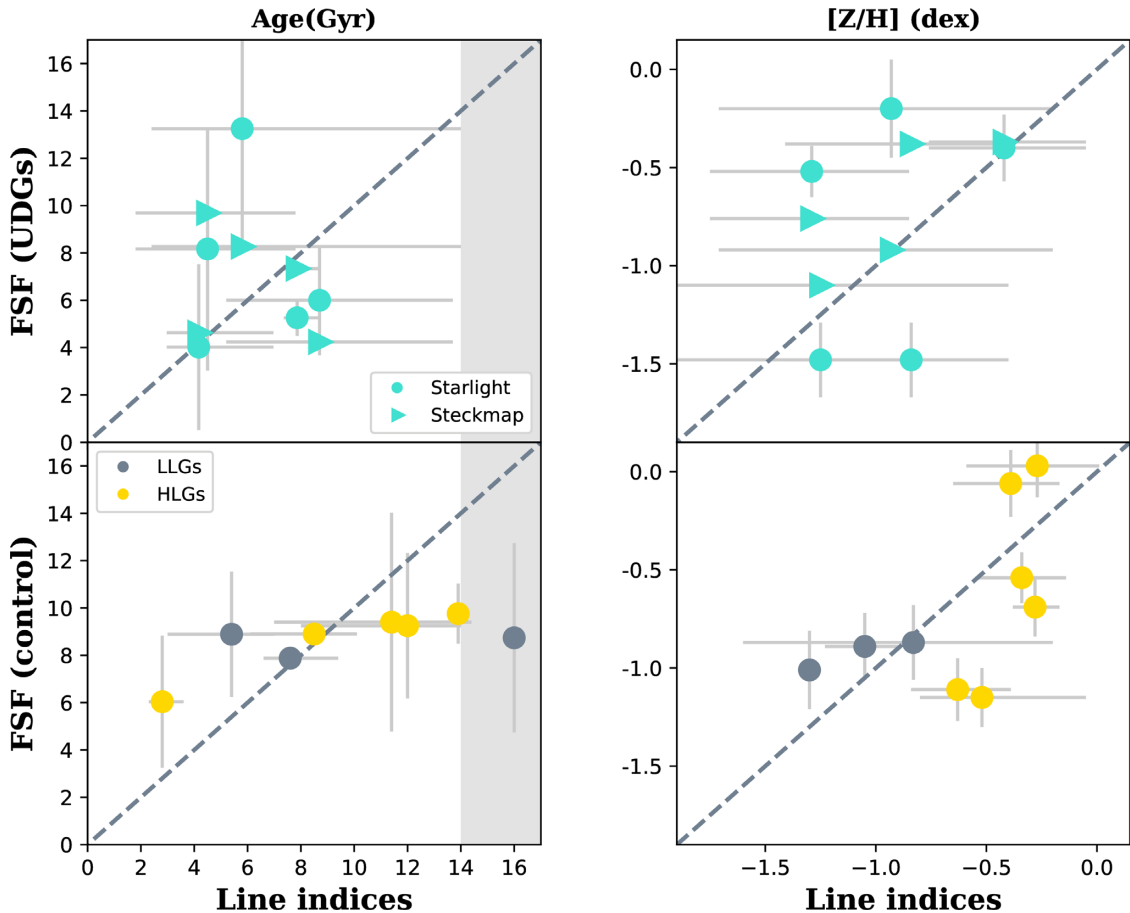 Age(Gyr)
[Z/H] (dex)
FSF (UDGs)
16
14
12
10
8
6
4
2
0
Starlight
Steckmap
0.0
-0.5
-1.0
-1.5
FSF (control)
16
14
12
10
8
6
4
2
0
LLGs
HLGs
0 2 4 6 8 10 12 14 16
Line indices
0.0
-0.5
-1.0
-1.5
−1.5 −1.0 −0.5 0.0
Line indices